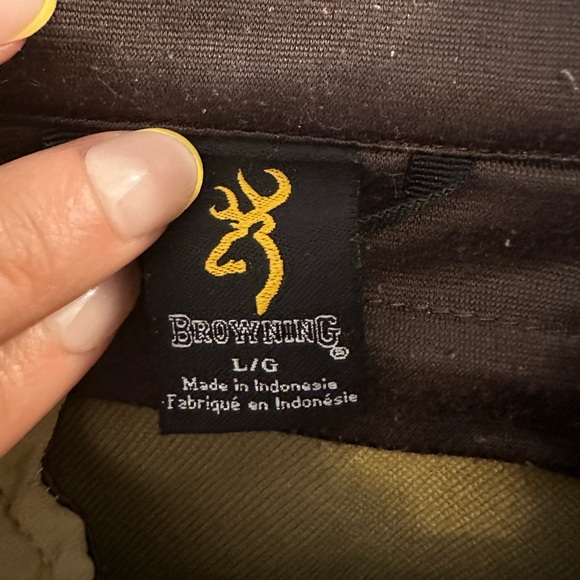 BROWNING®
L/G
Made in Indonesia
Fabriqué en Indonésie